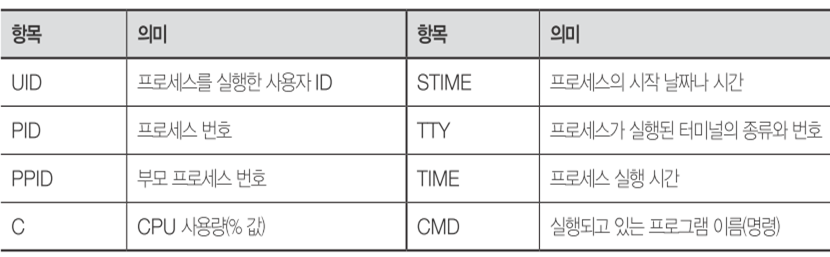 항목 의미 항목 의미
UID 프로세스를 실행한 사용자 ID STIME 프로세스의 시작 날짜나 시간
PID 프로세스 번호 TTY 프로세스가 실행된 터미널의 종류와 번호
PPID 부모 프로세스 번호 TIME 프로세스 실행 시간
C CPU 사용량(% 값) CMD 실행되고 있는 프로그램 이름(명령)